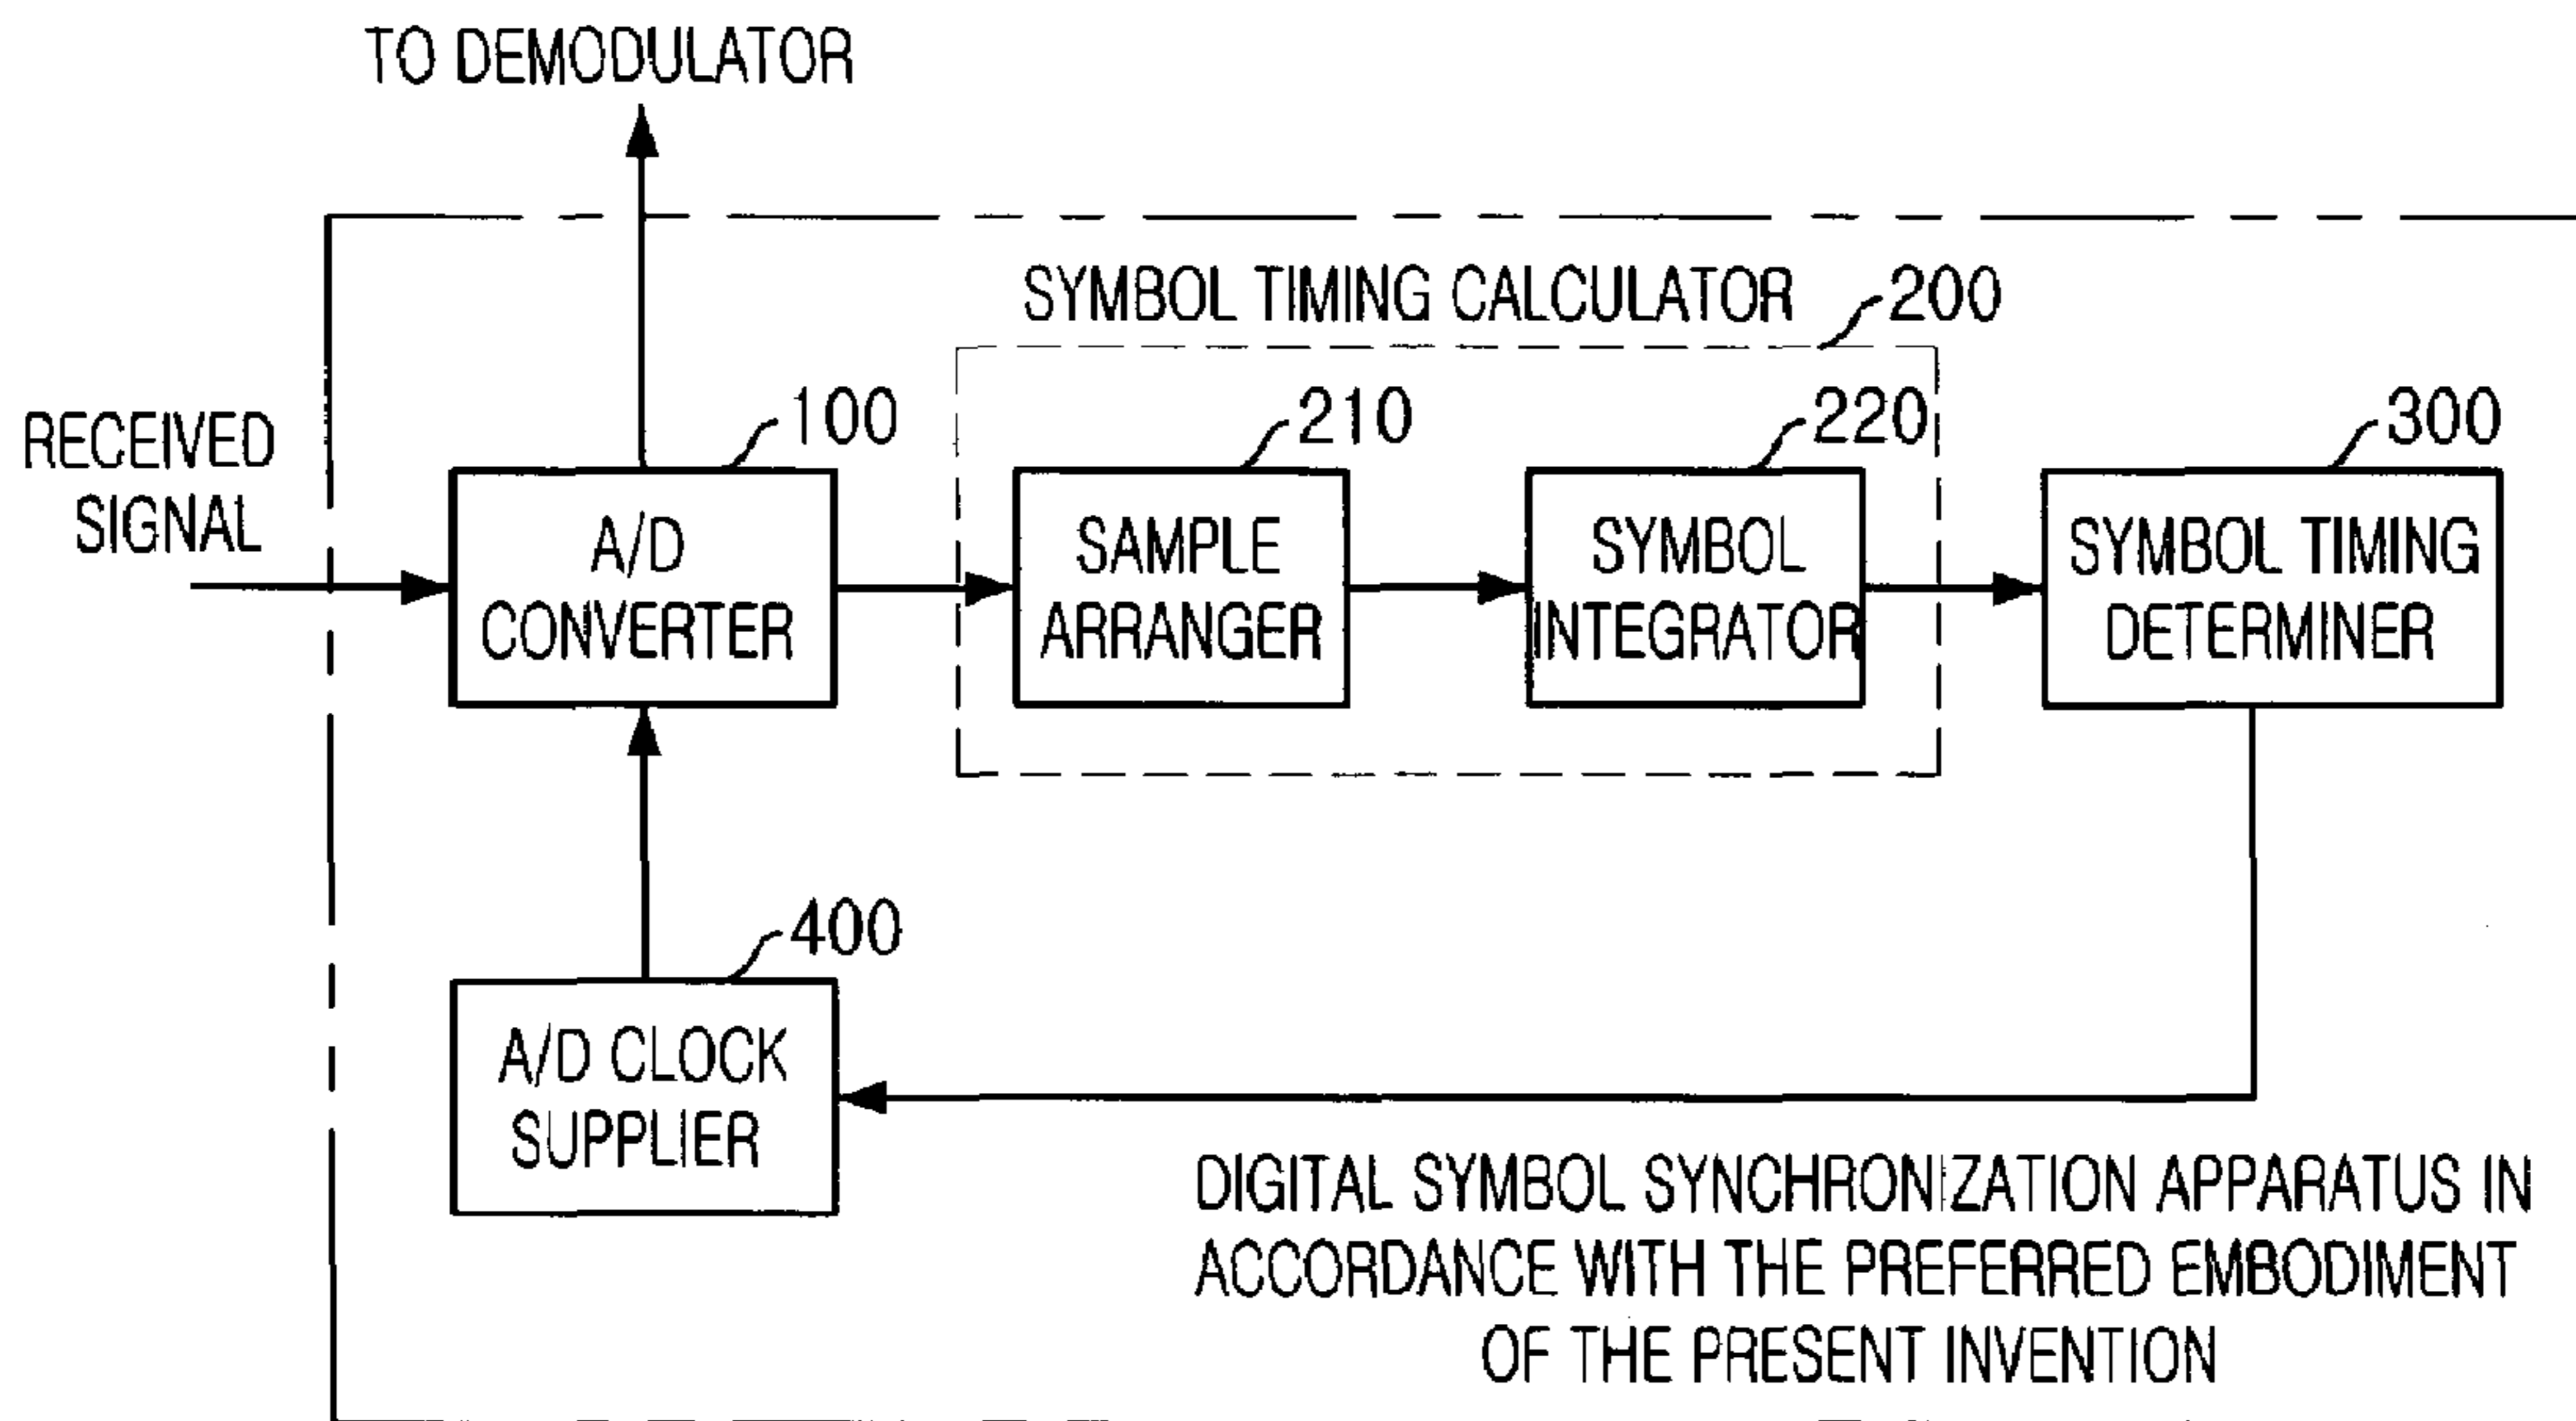 TO DEMODULATOR
SYMBOL TIMING CALCULATOR
200
RECEIVED
SIGNAL
100
210
220
300
A/D
CONVERTER
SAMPLE
ARRANGER
SYMBOL
INTEGRATOR
SYMBOL TIMING
DETERMINER
400
A/D CLOCK
SUPPLIER
DIGITAL SYMBOL SYNCHRONIZATION APPARATUS IN
ACCORDANCE WITH THE PREFERRED EMBODIMENT
OF THE PRESENT INVENTION